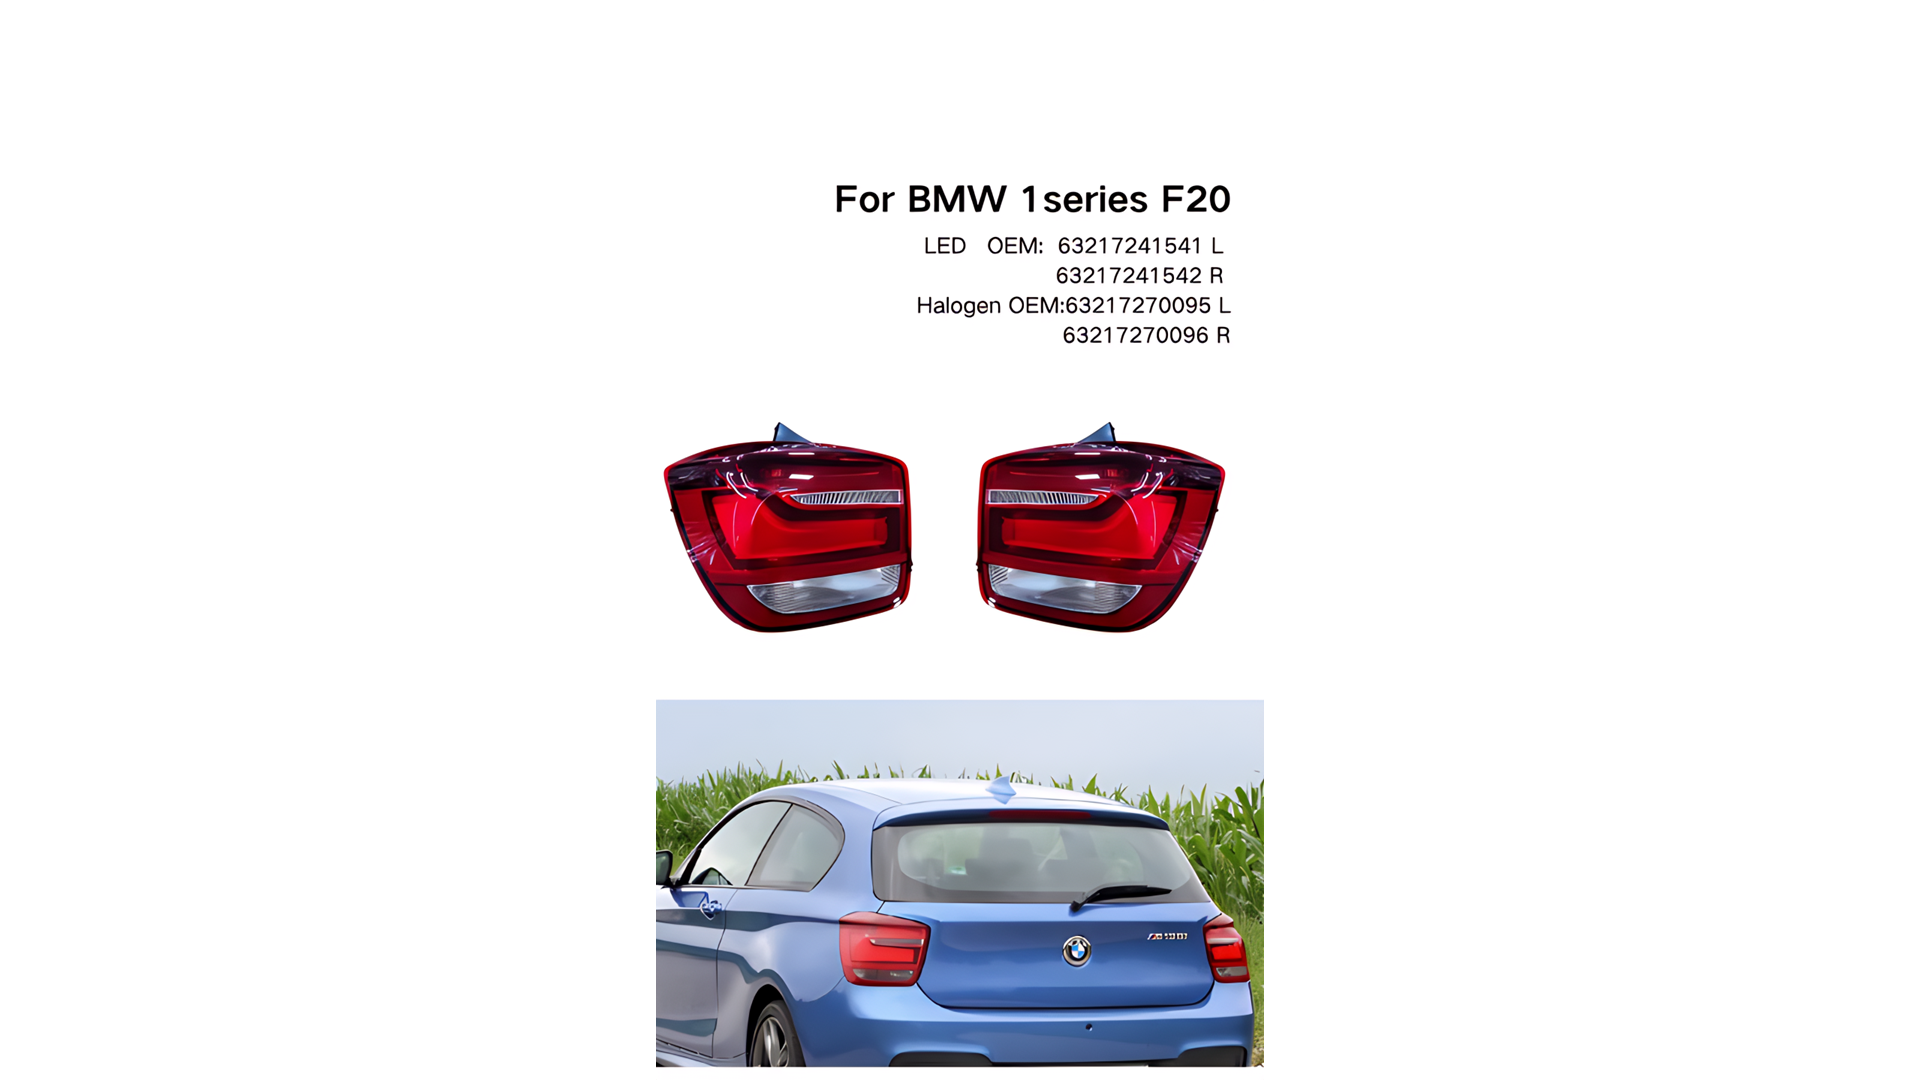 For BMW 1series F20
LED OEM: 63217241541 L
63217241542 R
Halogen OEM:63217270095 L
63217270096 R